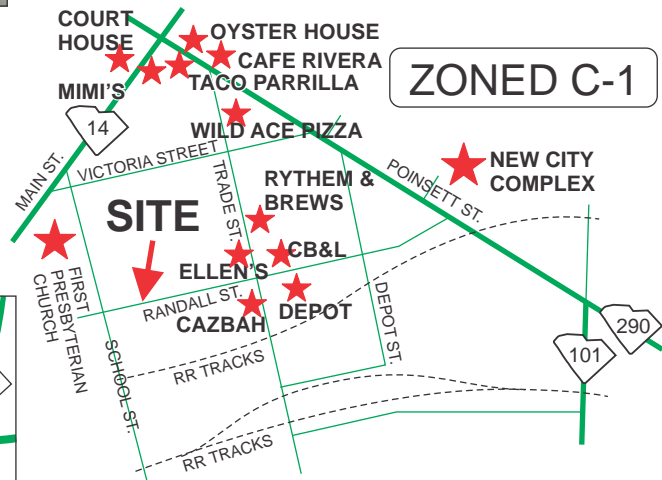 COURT
HOUSE
OYSTER HOUSE
CAFE RIVERA
TACO PARRILLA
MIMI'S
ZONED C-1
14
WILD ACE PIZZA
MAIN ST.
VICTORIA STREET
TRADE ST.
POINSETT ST.
NEW CITY
COMPLEX
RYTHEM &
BREWS
SITE
CB&L
ELLEN'S
FIRST
PRESBYTERIAN
CHURCH
RANDALL ST.
DEPOT
CAZBAH
DEPOT ST.
SCHOOL ST.
RR TRACKS
290
101
RR TRACKS